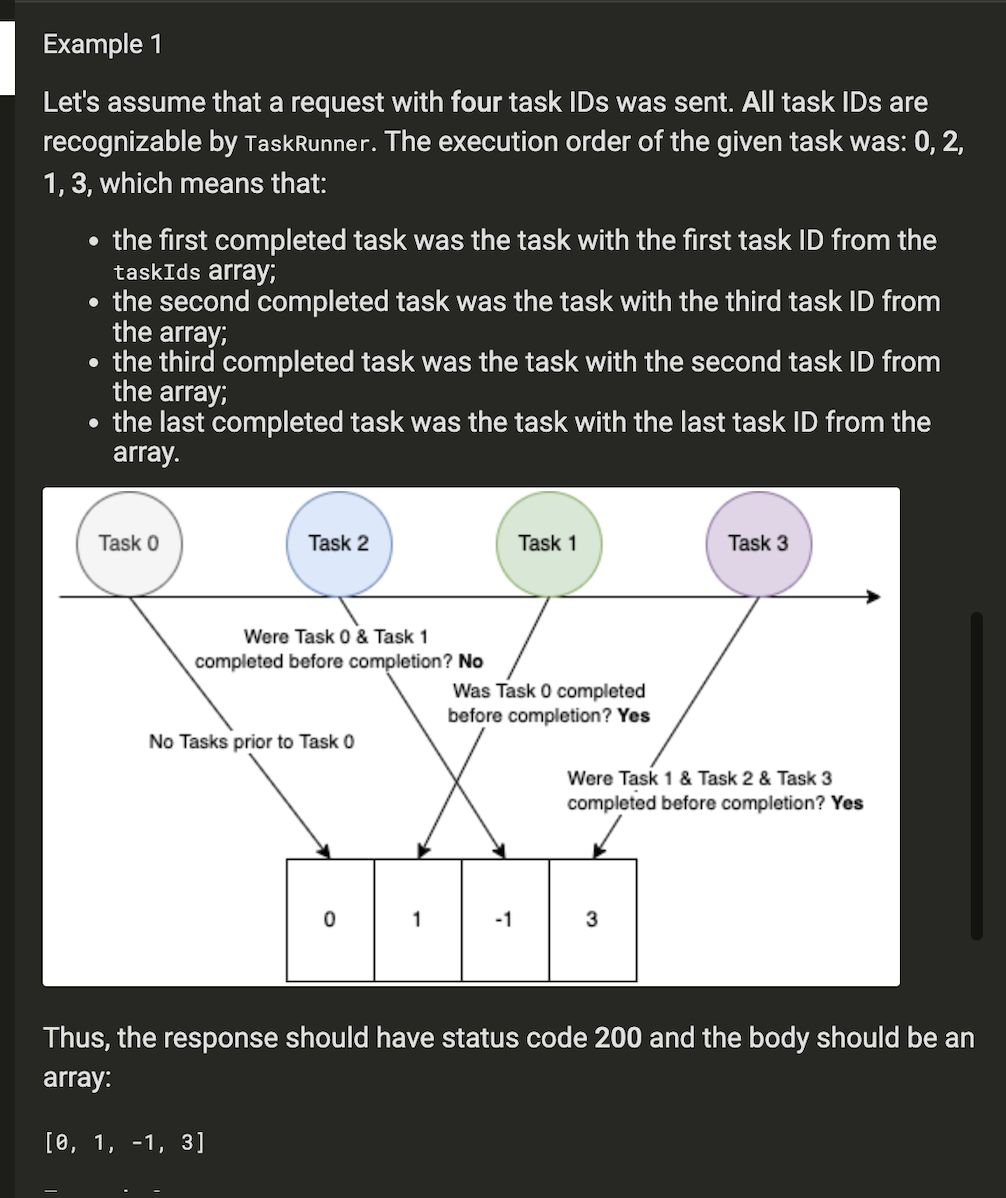 Example 1
Let's assume that a request with four task IDs was sent. All task IDs are
recognizable by TaskRunner. The execution order of the given task was: 0, 2,
1, 3, which means that:
• the first completed task was the task with the first task ID from the
taskIds array;
• the second completed task was the task with the third task ID from
the array;
• the third completed task was the task with the second task ID from
the array;
• the last completed task was the task with the last task ID from the
array.
Task 0
Task 2
Task 1
Task 3
Were Task 0 & Task 1
completed before completion? No
Was Task 0 completed
before completion? Yes
No Tasks prior to Task 0
Were Task 1 & Task 2 & Task 3
completed before completion? Yes
0
1
-1
3
Thus, the response should have status code 200 and the body should be an
array:
[0, 1, -1, 3]